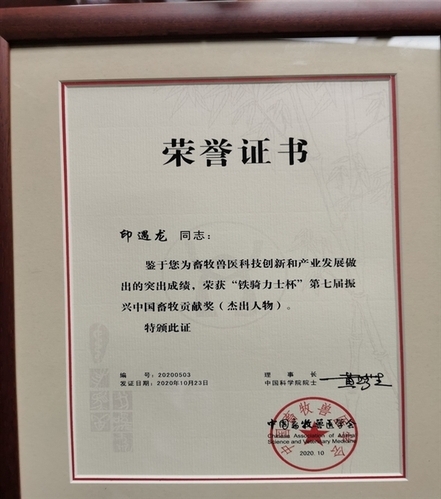 荣誉证书
印遇龙 同志：
鉴于您为畜牧兽医科技创新和产业发展做
出的突出成绩，荣获“铁骑力士杯”第七届振
兴中国畜牧贡献奖（杰出人物）。
特颁此证
编 号：20200503
发证日期：2020年10月23日
理 事 长
中国科学院院士
中国畜牧兽医学会
Chinese Association of Animal
Science and Veterinary Medicine
2020.10